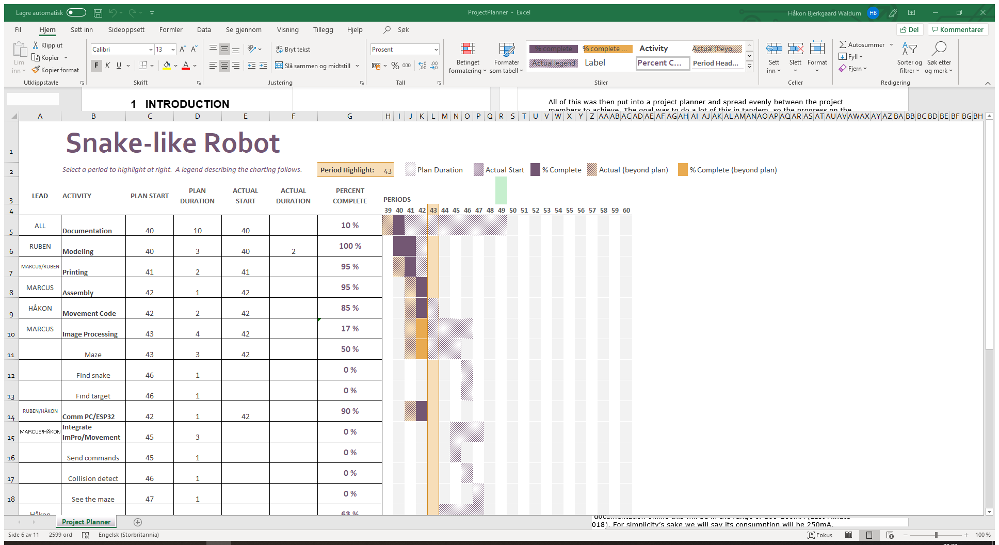 Lagre automatisk
ProjectPlanner - Excel
Håkon Bjerkgaard Waldum HB
Fil Hjem Sett inn Sideoppsett Formler Data Se gjennom Visning Tillegg Hjelp Søk
Del Kommentarer
Lim inn
Klipp ut
Kopier
Kopier format
Utklippstavle
Calibri 13
F K U
Skrift
ab Bryt tekst
Slå sammen og midtstill
Justering
Prosent
% 000
Tall
Betinget formatering
Formater som tabell
% complete % complete ... Activity Actual (beyo...
Actual legend Label Percent C... Period Head...
Stiler
Sett inn
Slett
Format
Celler
Autosummer
Fyll
Fjern
Sorter og filtrer
Søk etter og merk
Redigering
1 INTRODUCTION
All of this was then put into a project planner and spread evenly between the project
members to achieve. The goal was to do a lot of this in tandem, so the progress on the
A B C D E F G H I J K L M N O P Q R S T U V W X Y Z AA AB AC AD AE AF AG AH AI AJ AK AL AM AN AO AP AQ AR AS AT AU AV AW AX AY AZ BA BB BC BD BE BF BG BH
1 Snake-like Robot
2 Select a period to highlight at right. A legend describing the charting follows. Period Highlight: 43 Plan Duration Actual Start % Complete Actual (beyond plan) % Complete (beyond plan)
3 LEAD ACTIVITY PLAN START PLAN DURATION ACTUAL START ACTUAL DURATION PERCENT COMPLETE PERIODS
4 39 40 41 42 43 44 45 46 47 48 49 50 51 52 53 54 55 56 57 58 59 60
5 ALL Documentation 40 10 40 10 %
6 RUBEN Modeling 40 3 40 2 100 %
7 MARCUS/RUBEN Printing 41 2 41 95 %
8 MARCUS Assembly 42 1 42 95 %
9 HÅKON Movement Code 42 2 42 85 %
10 MARCUS Image Processing 43 4 42 17 %
11 Maze 43 3 42 50 %
12 Find snake 46 1 0 %
13 Find target 46 1 0 %
14 RUBEN/HÅKON Comm PC/ESP32 42 1 42 90 %
15 MARCUS/HÅKON Integrate ImPro/Movement 45 3 0 %
16 Send commands 45 1 0 %
17 Collision detect 46 1 0 %
18 See the maze 47 1 0 %
Håkon 63 %
Project Planner
018). For simplicity's sake we will say its consumption will be 250mA.
Side 6 av 11 2599 ord Engelsk (Storbritannia)
Fokus
100 %